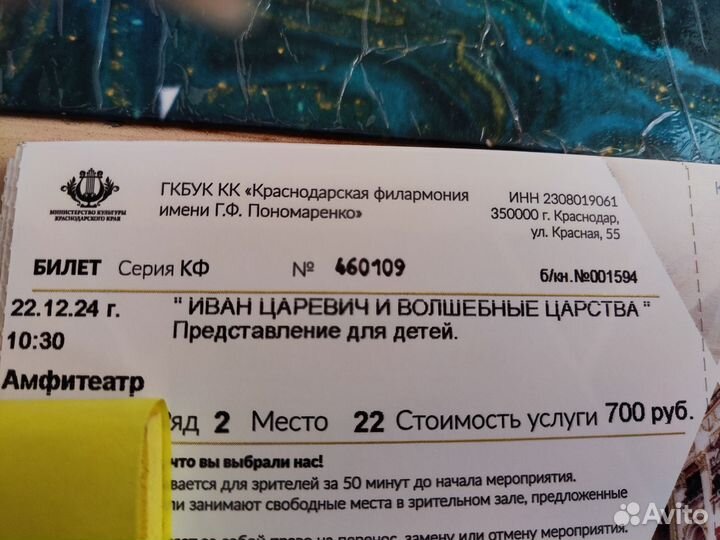 МИНИСТЕРСТВО КУЛЬТУРЫ
КРАСНОДАРСКОГО КРАЯ
ГКБУК КК «Краснодарская филармония
имени Г.Ф. Пономаренко»
ИНН 2308019061
350000 г. Краснодар,
ул. Красная, 55
БИЛЕТ Серия КФ № 460109 б/кн.№001594
22.12.24 г. " ИВАН ЦАРЕВИЧ И ВОЛШЕБНЫЕ ЦАРСТВА "
10:30 Представление для детей.
Амфитеатр
яд 2 Место 22 Стоимость услуги 700 руб.
что вы выбрали нас!
вается для зрителей за 50 минут до начала мероприятия.
ли занимают свободные места в зрительном зале, предложенные
за собой право на перенос, замену или отмену мероприятия.
Avito